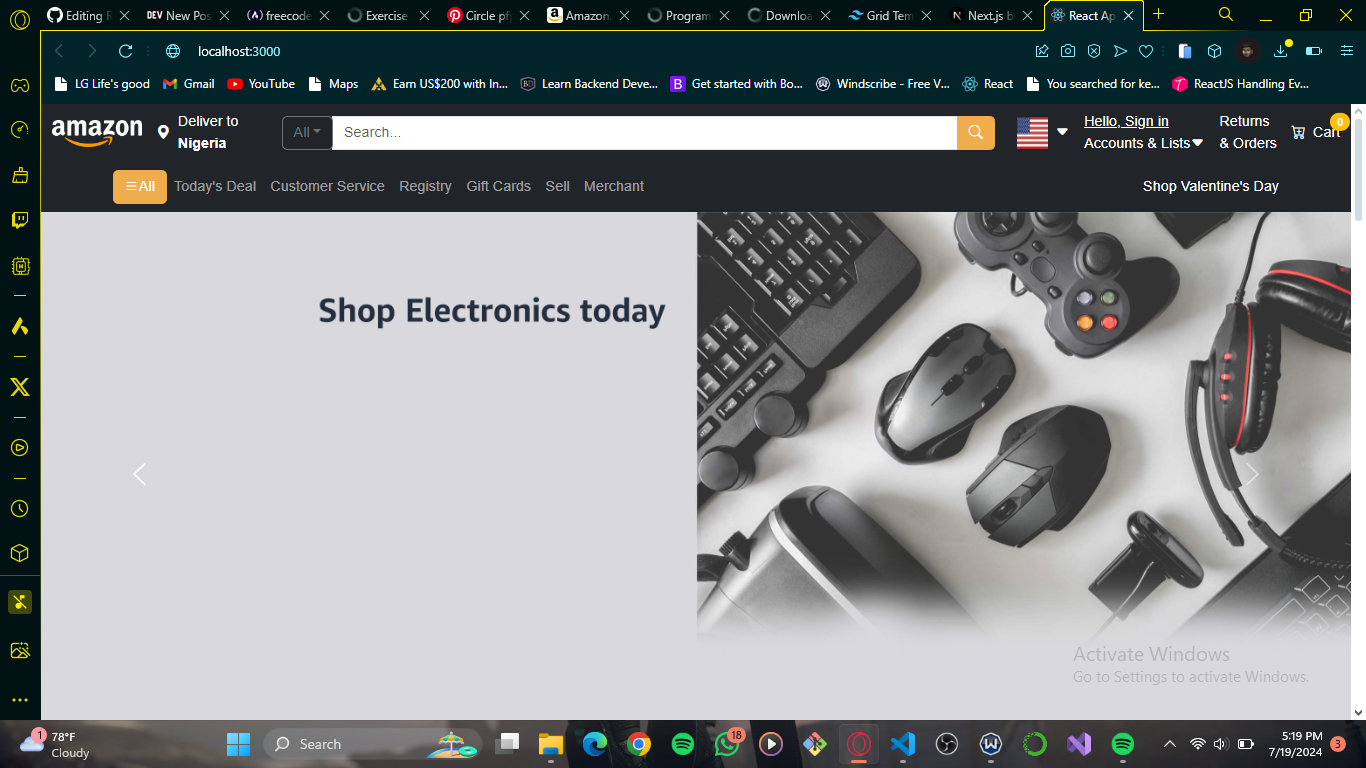 Editing R
DEV New Pos
(A) freecode
Exercise
Circle pfp
Amazon.
Program
Downloa
Grid Tem
Next.js b
React Ap
localhost:3000
LG Life's good
Gmail
YouTube
Maps
Earn US$200 with In...
Learn Backend Deve...
Get started with Bo...
Windscribe - Free V...
React
You searched for ke...
ReactJS Handling Ev...
amazon
Deliver to
Nigeria
All
Search...
Hello, Sign in
Accounts & Lists
Returns
& Orders
0
Cart
All
Today's Deal
Customer Service
Registry
Gift Cards
Sell
Merchant
Shop Valentine's Day
Shop Electronics today
Activate Windows
Go to Settings to activate Windows.
1
78°F
Cloudy
Search
18
5:19 PM
7/19/2024
3